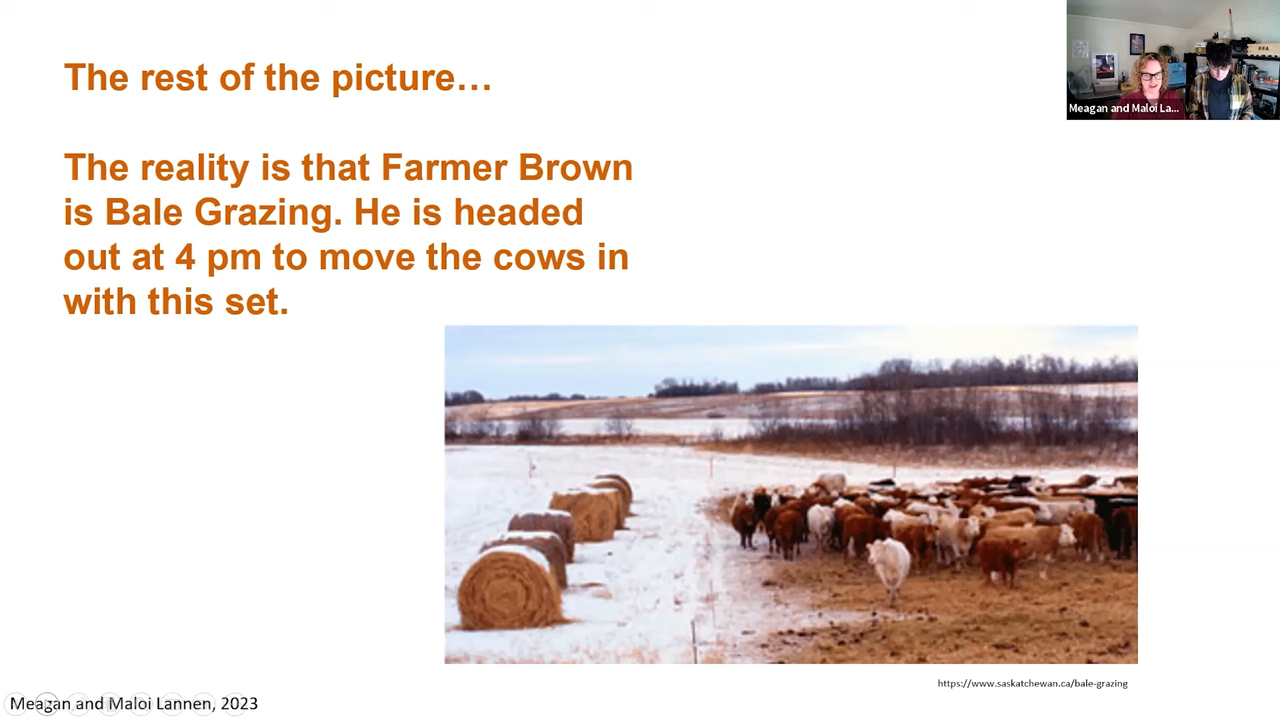 The rest of the picture…
The reality is that Farmer Brown
is Bale Grazing. He is headed
out at 4 pm to move the cows in
with this set.
Meagan and Maloi La...
FIFA
https://www.saskatchewan.ca/bale-grazing
Meagan and Maloi Lannen, 2023